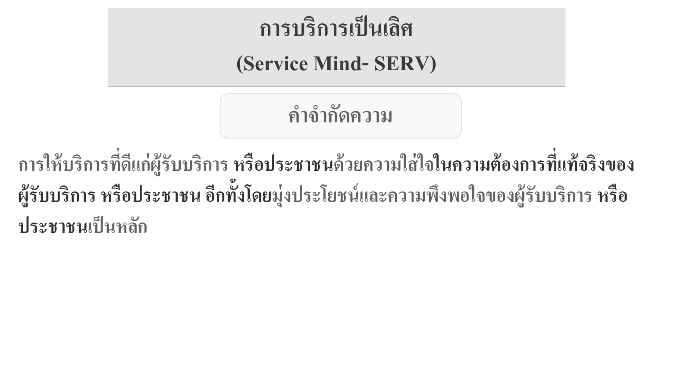 การบริการเป็นเลิศ
(Service Mind- SERV)
คำจำกัดความ
การให้บริการที่ดีแก่ผู้รับบริการ หรือประชาชนด้วยความใส่ใจในความต้องการที่แท้จริงของ
ผู้รับบริการ หรือประชาชน อีกทั้งโดยมุ่งประโยชน์และความพึงพอใจของผู้รับบริการ หรือ
ประชาชนเป็นหลัก